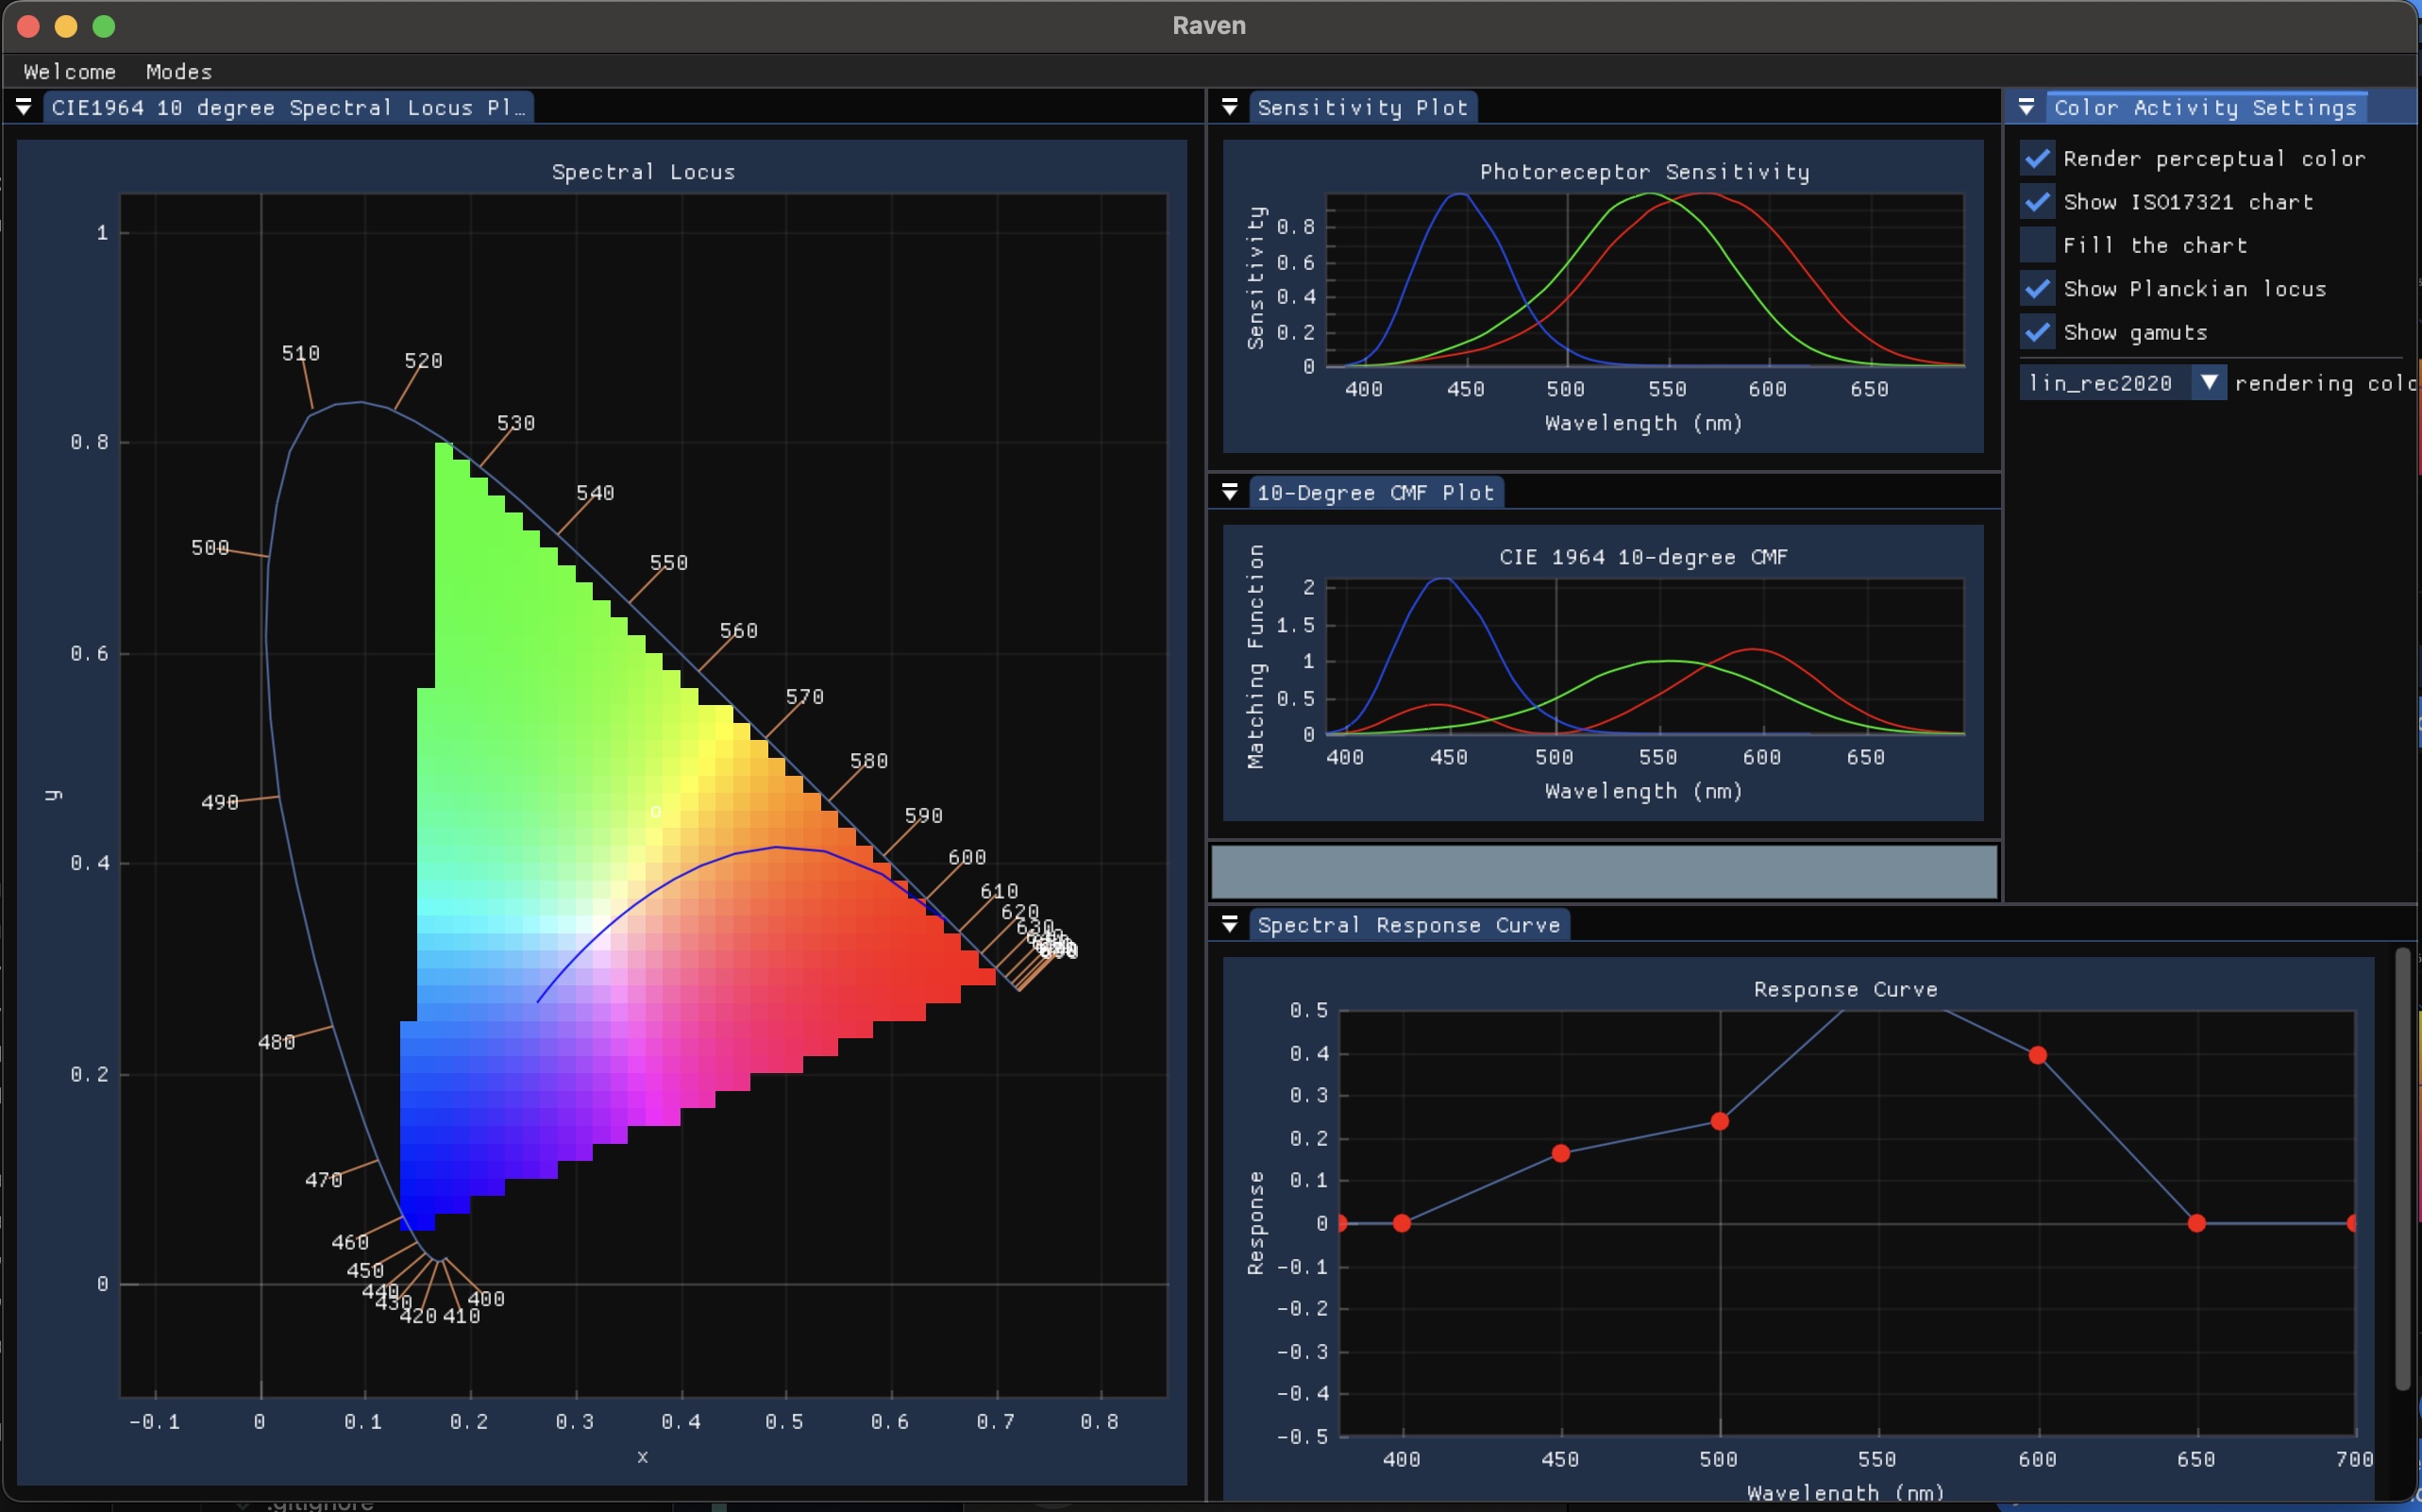 Raven
Welcome Modes
CIE1964 10 degree Spectral Locus Pl…
Spectral Locus
1
0.8
0.6
0.4
0.2
0
y
510
520
530
540
550
560
570
580
590
600
610
620
630
500
490
480
470
460
450
440
430
420
410
400
-0.1 0 0.1 0.2 0.3 0.4 0.5 0.6 0.7 0.8
x
Sensitivity Plot
Photoreceptor Sensitivity
Sensitivity
0.8
0.6
0.4
0.2
0
400 450 500 550 600 650
Wavelength (nm)
10-Degree CMF Plot
CIE 1964 10-degree CMF
Matching Function
2
1.5
1
0.5
0
400 450 500 550 600 650
Wavelength (nm)
Color Activity Settings
Render perceptual color
Show ISO17321 chart
Fill the chart
Show Planckian locus
Show gamuts
lin_rec2020 rendering colo
Spectral Response Curve
Response Curve
Response
0.5
0.4
0.3
0.2
0.1
0
-0.1
-0.2
-0.3
-0.4
-0.5
400 450 500 550 600 650 700
Wavelength (nm)
.gitignore